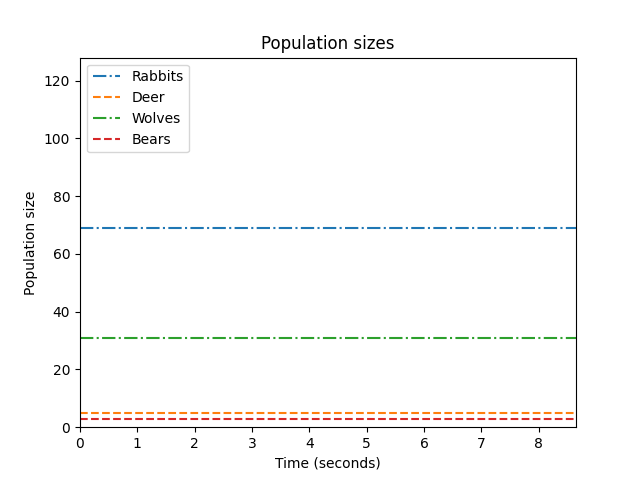 Population sizes
Rabbits
Deer
Wolves
Bears
Population size
120
100
80
60
40
20
0
0 1 2 3 4 5 6 7 8
Time (seconds)